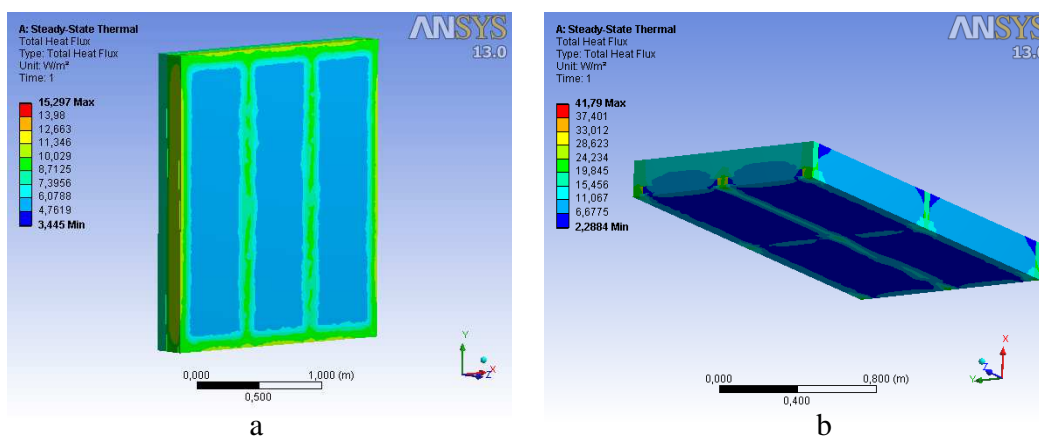 A: Steady-State Thermal
Total Heat Flux
Type: Total Heat Flux
Unit: W/m²
Time: 1
15,297 Max
13,98
12,663
11,346
10,029
8,7125
7,3956
6,0788
4,7619
3,445 Min
ANSYS
13.0
Y
X
Z
0,000 1,000 (m)
0,500
a
A: Steady-State Thermal
Total Heat Flux
Type: Total Heat Flux
Unit: W/m²
Time: 1
41,79 Max
37,401
33,012
28,623
24,234
19,845
15,456
11,067
6,6775
2,2884 Min
ANSYS
13.0
X
Z
Y
0,000 0,800 (m)
0,400
b